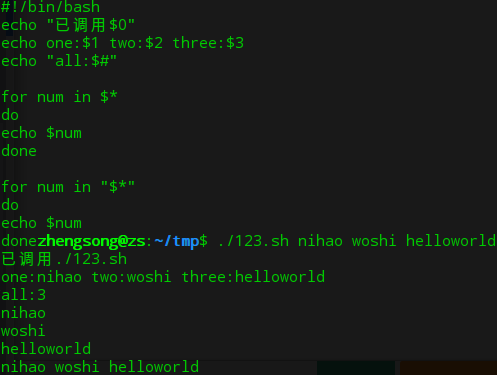 #!/bin/bash
echo "已调用$0"
echo one:$1 two:$2 three:$3
echo "all:$#"
for num in $*
do
echo $num
done
for num in "$*"
do
echo $num
donezhengsong@zs:~/tmp$ ./123.sh nihao woshi helloworld
已调用./123.sh
one:nihao two:woshi three:helloworld
all:3
nihao
woshi
helloworld
nihao woshi helloworld